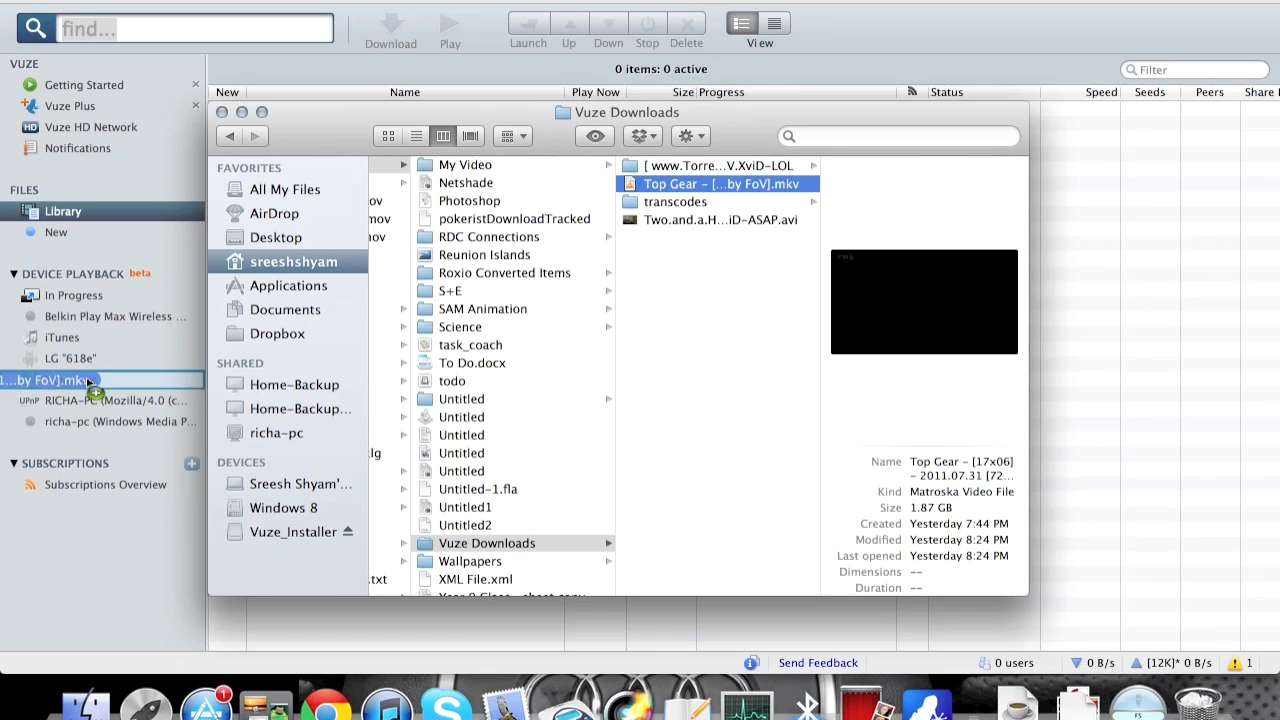 find...
Download
Play
Launch
Up
Down
Stop
Delete
View
VUZE
Getting Started
Vuze Plus
HD Vuze HD Network
Notifications
FILES
Library
New
DEVICE PLAYBACK beta
In Progress
Belkin Play Max Wireless ...
iTunes
LG "618e"
...by FoV].mkv
UPnP RICHA-PC (Mozilla/4.0 (c...
richa-pc (Windows Media P...
SUBSCRIPTIONS
Subscriptions Overview
0 items: 0 active
Filter
New Name Play Now Size Progress Status Speed Seeds Peers Share
Vuze Downloads
FAVORITES
All My Files
AirDrop
Desktop
sreeshshyam
Applications
Documents
Dropbox
SHARED
Home-Backup
Home-Backup...
richa-pc
DEVICES
Sreesh Shyam'...
Windows 8
Vuze_Installer
ov
mov
nov
lg
.txt
My Video
Netshade
Photoshop
pokeristDownloadTracked
RDC Connections
Reunion Islands
Roxio Converted Items
S+E
SAM Animation
Science
task_coach
To Do.docx
todo
Untitled
Untitled
Untitled
Untitled
Untitled
Untitled-1.fla
Untitled1
Untitled2
Vuze Downloads
Wallpapers
XML File.xml
[ www.Torre...V.XviD-LOL
Top Gear - [...by FoV].mkv
transcodes
Two.and.a.H...iD-ASAP.avi
Name Top Gear - [17x06]
- 2011.07.31 [72...
Kind Matroska Video File
Size 1.87 GB
Created Yesterday 7:44 PM
Modified Yesterday 8:24 PM
Last opened Yesterday 8:24 PM
Dimensions --
Duration --
Send Feedback
0 users
0 B/s
[12K]* 0 B/s
1
1